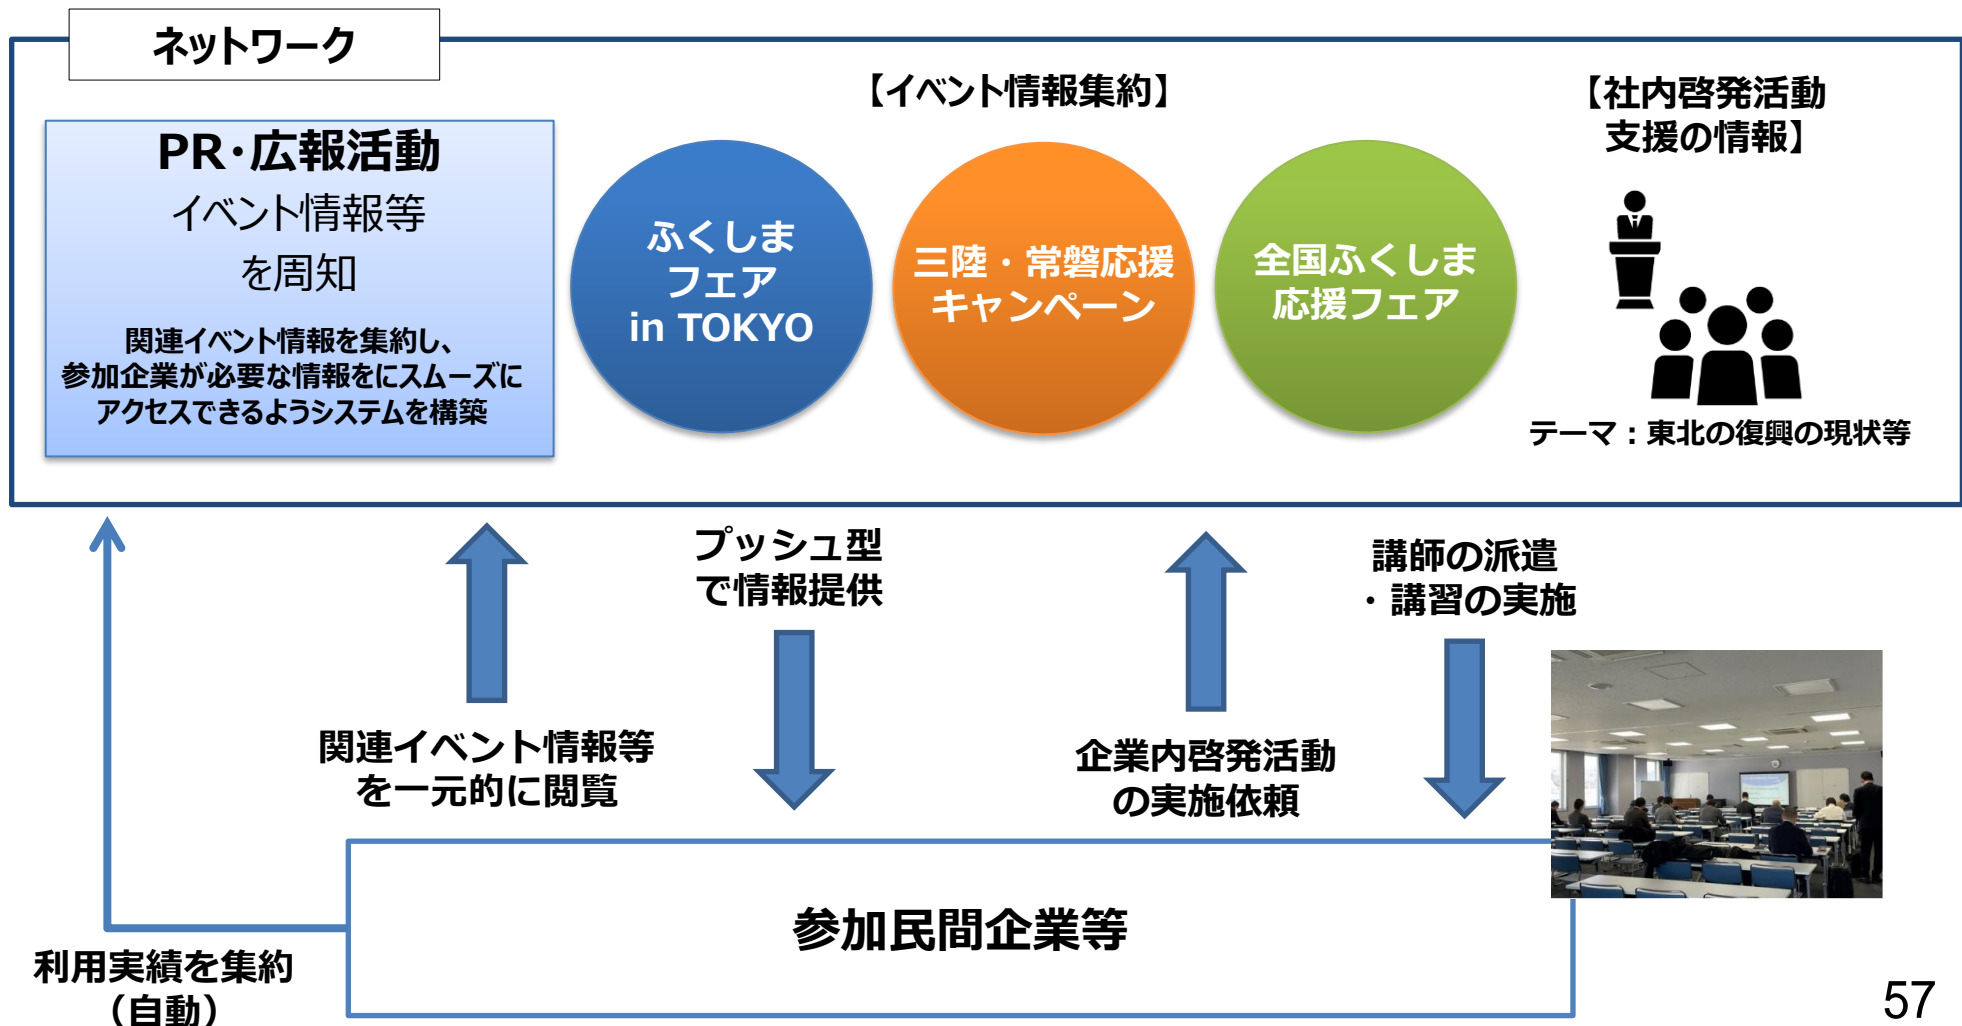 ネットワーク
PR・広報活動
イベント情報等
を周知
関連イベント情報を集約し、
参加企業が必要な情報をにスムーズに
アクセスできるようシステムを構築
【イベント情報集約】
ふくしま
フェア
in TOKYO
三陸・常磐応援
キャンペーン
全国ふくしま
応援フェア
【社内啓発活動
支援の情報】
テーマ：東北の復興の現状等
プッシュ型
で情報提供
講師の派遣
・講習の実施
関連イベント情報等
を一元的に閲覧
企業内啓発活動
の実施依頼
参加民間企業等
利用実績を集約
（自動）
57